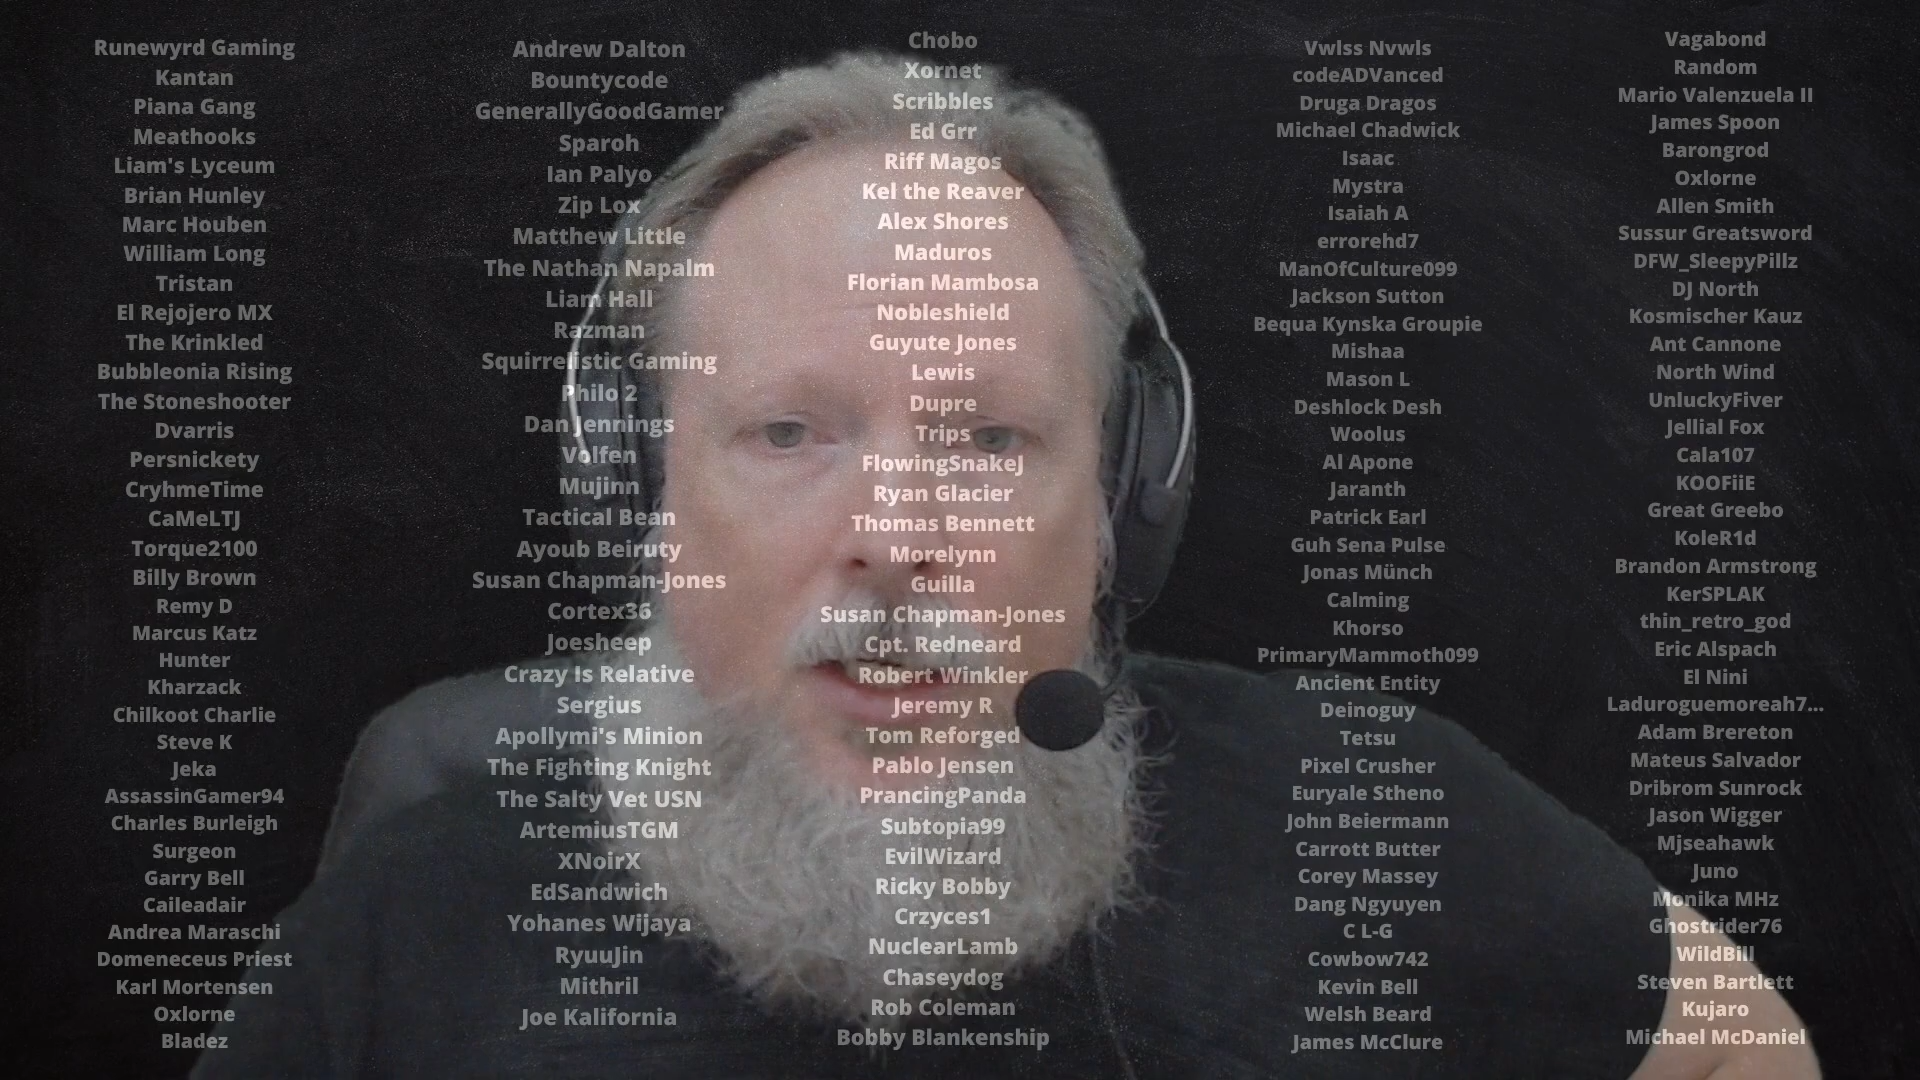 Runewyrd Gaming
Kantan
Piana Gang
Meathooks
Liam's Lyceum
Brian Hunley
Marc Houben
William Long
Tristan
El Rejojero MX
The Krinkled
Bubbleonia Rising
The Stoneshooter
Dvarris
Persnickety
CryhmeTime
CaMeLTJ
Torque2100
Billy Brown
Remy D
Marcus Katz
Hunter
Kharzack
Chilkoot Charlie
Steve K
Jeka
AssassinGamer94
Charles Burleigh
Surgeon
Garry Bell
Caileadair
Andrea Maraschi
Domeneceus Priest
Karl Mortensen
Oxlorne
Bladez
Andrew Dalton
Bountycode
GenerallyGoodGamer
Sparoh
Ian Palyo
Zip Lox
Matthew Little
The Nathan Napalm
Liam Hall
Razman
Squirrelistic Gaming
Philo 2
Dan Jennings
Volfen
Mujinn
Tactical Bean
Ayoub Beiruty
Susan Chapman-Jones
Cortex36
Joesheep
Crazy Is Relative
Sergius
Apollymi's Minion
The Fighting Knight
The Salty Vet USN
ArtemiusTGM
XNoirX
EdSandwich
Yohanes Wijaya
RyuuJin
Mithril
Joe Kalifornia
Chobo
Xornet
Scribbles
Ed Grr
Riff Magos
Kel the Reaver
Alex Shores
Maduros
Florian Mambosa
Nobleshield
Guyute Jones
Lewis
Dupre
Trips
FlowingSnakeJ
Ryan Glacier
Thomas Bennett
Morelynn
Guilla
Susan Chapman-Jones
Cpt. Redneard
Robert Winkler
Jeremy R
Tom Reforged
Pablo Jensen
PrancingPanda
Subtopia99
EvilWizard
Ricky Bobby
Crzyces1
NuclearLamb
Chaseydog
Rob Coleman
Bobby Blankenship
Vwlss Nvwls
codeADVanced
Druga Dragos
Michael Chadwick
Isaac
Mystra
Isaiah A
errorehd7
ManOfCulture099
Jackson Sutton
Bequa Kynska Groupie
Mishaa
Mason L
Deshlock Desh
Woolus
Al Apone
Jaranth
Patrick Earl
Guh Sena Pulse
Jonas Münch
Calming
Khorso
PrimaryMammoth099
Ancient Entity
Deinoguy
Tetsu
Pixel Crusher
Euryale Stheno
John Beiermann
Carrott Butter
Corey Massey
Dang Ngyuyen
C L-G
Cowbow742
Kevin Bell
Welsh Beard
James McClure
Vagabond
Random
Mario Valenzuela II
James Spoon
Barongrod
Oxlorne
Allen Smith
Sussur Greatsword
DFW_SleepyPillz
DJ North
Kosmischer Kauz
Ant Cannone
North Wind
UnluckyFiver
Jellial Fox
Cala107
KOOFiiE
Great Greebo
KoleR1d
Brandon Armstrong
KerSPLAK
thin_retro_god
Eric Alspach
El Nini
Laduroguemoreah7...
Adam Brereton
Mateus Salvador
Dribrom Sunrock
Jason Wigger
Mjseahawk
Juno
Monika MHz
Ghostrider76
WildBill
Steven Bartlett
Kujaro
Michael McDaniel